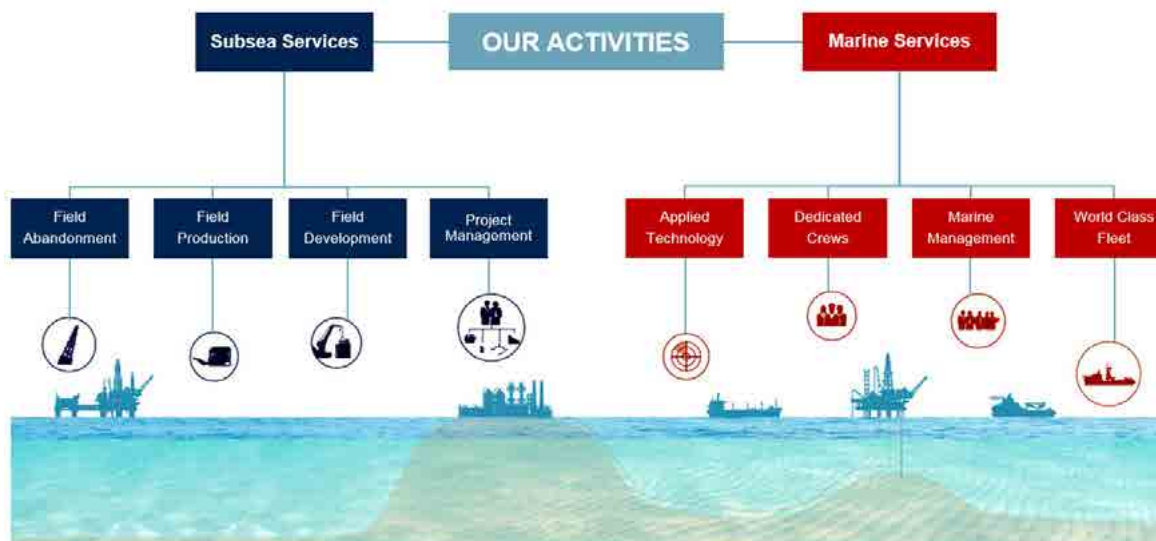 Subsea Services
OUR ACTIVITIES
Marine Services
Field
Abandonment
Field
Production
Field
Development
Project
Management
Applied
Technology
Dedicated
Crews
Marine
Management
World Class
Fleet